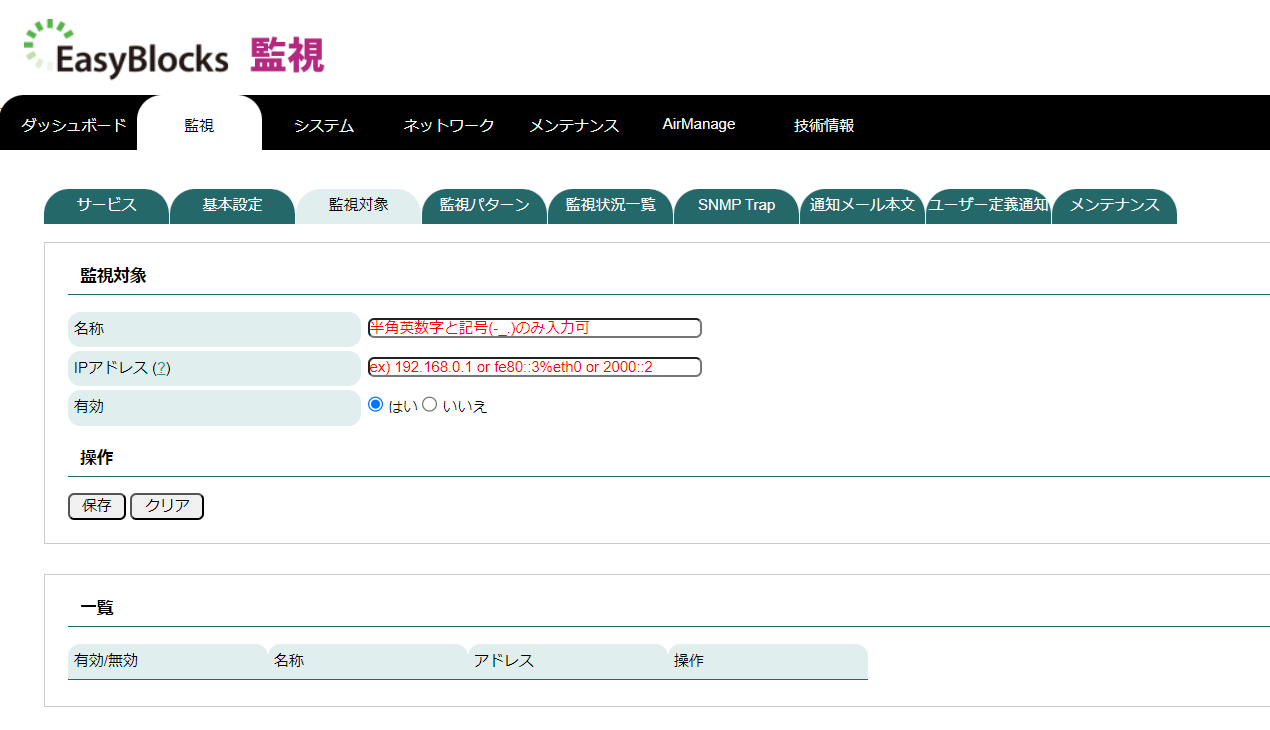 EasyBlocks 監視
ダッシュボード 監視 システム ネットワーク メンテナンス AirManage 技術情報
サービス 基本設定 監視対象 監視パターン 監視状況一覧 SNMP Trap 通知メール本文 ユーザー定義通知 メンテナンス
監視対象
名称 半角英数字と記号(-_.)のみ入力可
IPアドレス (?) ex) 192.168.0.1 or fe80::3%eth0 or 2000::2
有効 はい いいえ
操作
保存 クリア
一覧
有効/無効 名称 アドレス 操作